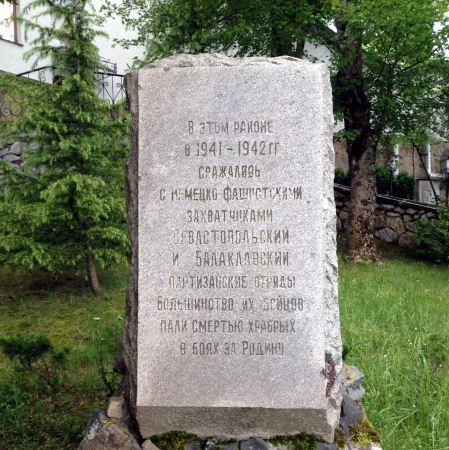 В ЭТОМ РАЙОНЕ
В 1941-1942 ГГ
СРАЖАЛИСЬ
С НЕМЕЦКО-ФАШИСТСКИМИ
ЗАХВАТЧИКАМИ
СЕВАСТОПОЛЬСКИЙ
И БАЛАКЛАВСКИЙ
ПАРТИЗАНСКИЕ ОТРЯДЫ
БОЛЬШИНСТВО ИХ БОЙЦОВ
ПАЛИ СМЕРТЬЮ ХРАБРЫХ
В БОЯХ ЗА РОДИНУ